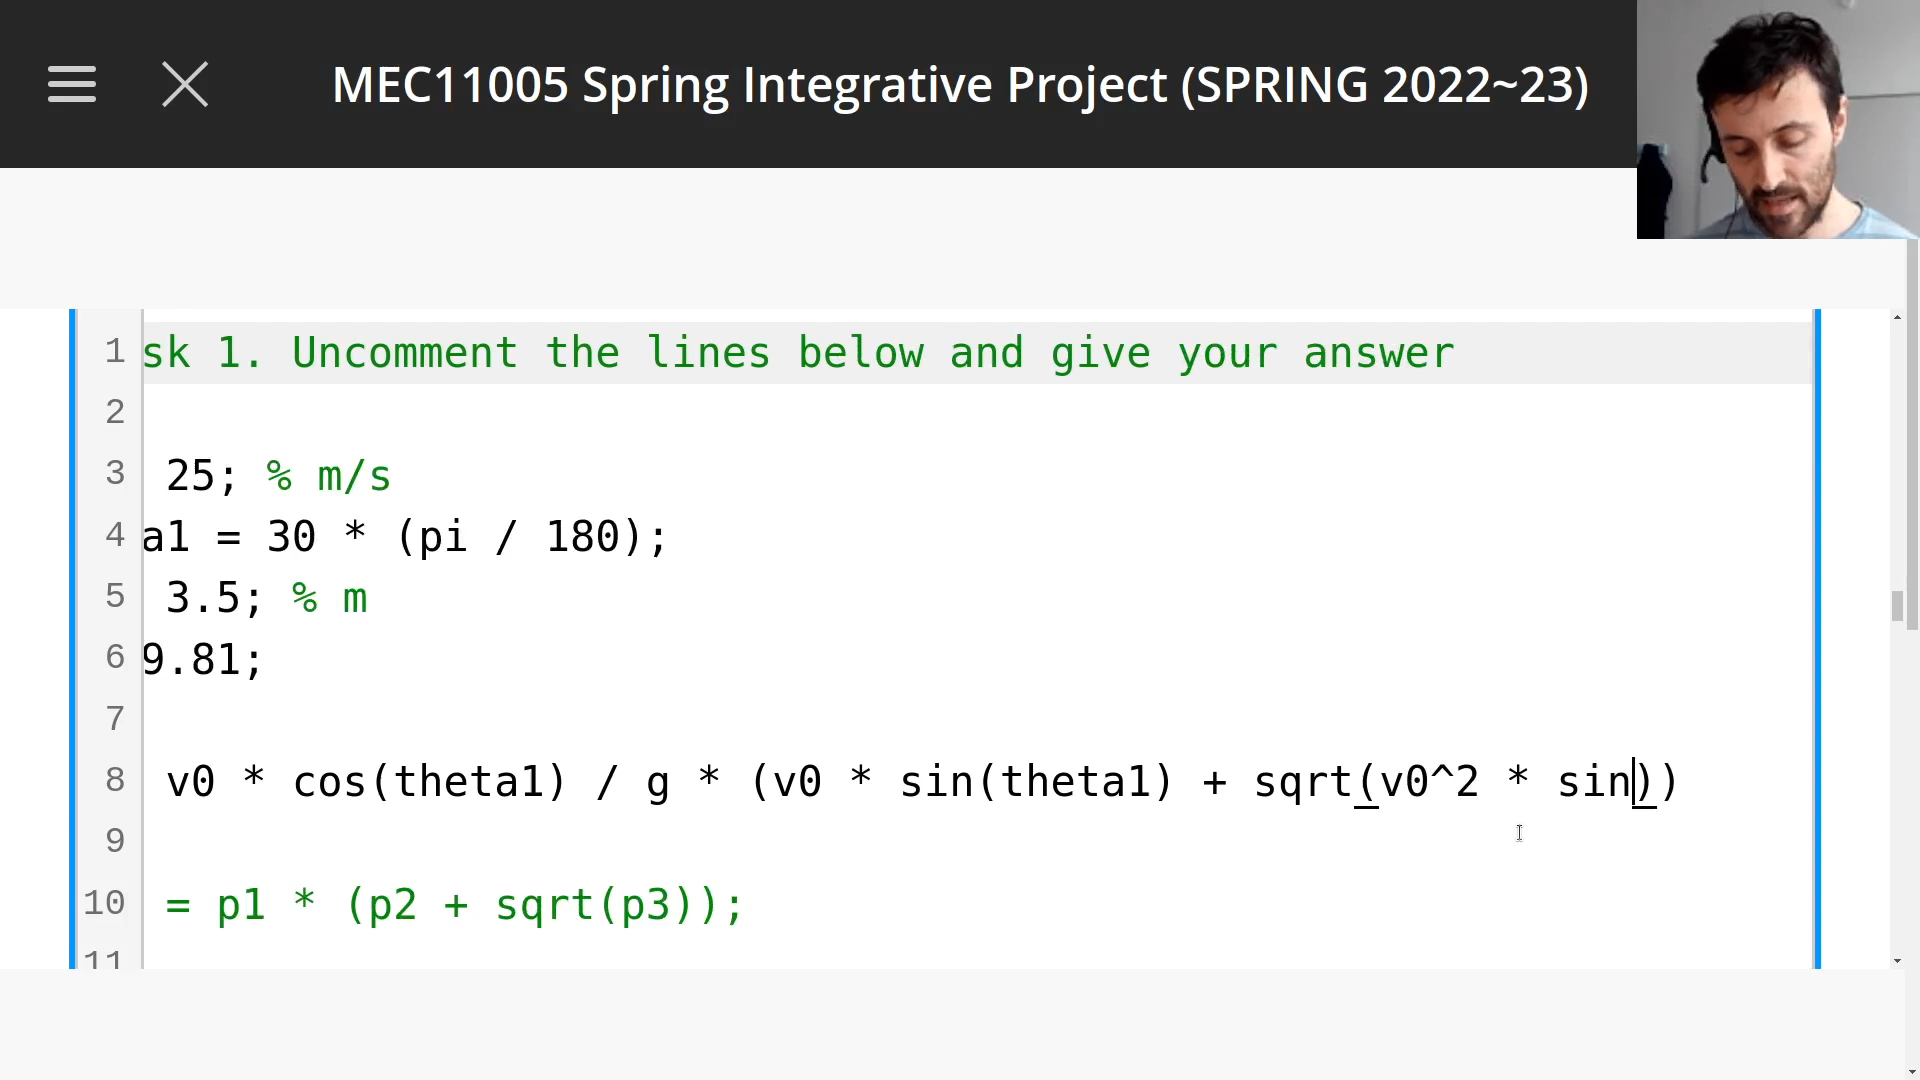 MEC11005 Spring Integrative Project (SPRING 2022~23)
1 sk 1. Uncomment the lines below and give your answer
2
3 25; % m/s
4 a1 = 30 * (pi / 180);
5 3.5; % m
6 9.81;
7
8 v0 * cos(theta1) / g * (v0 * sin(theta1) + sqrt(v0^2 * sin))
9
10 = p1 * (p2 + sqrt(p3));
11